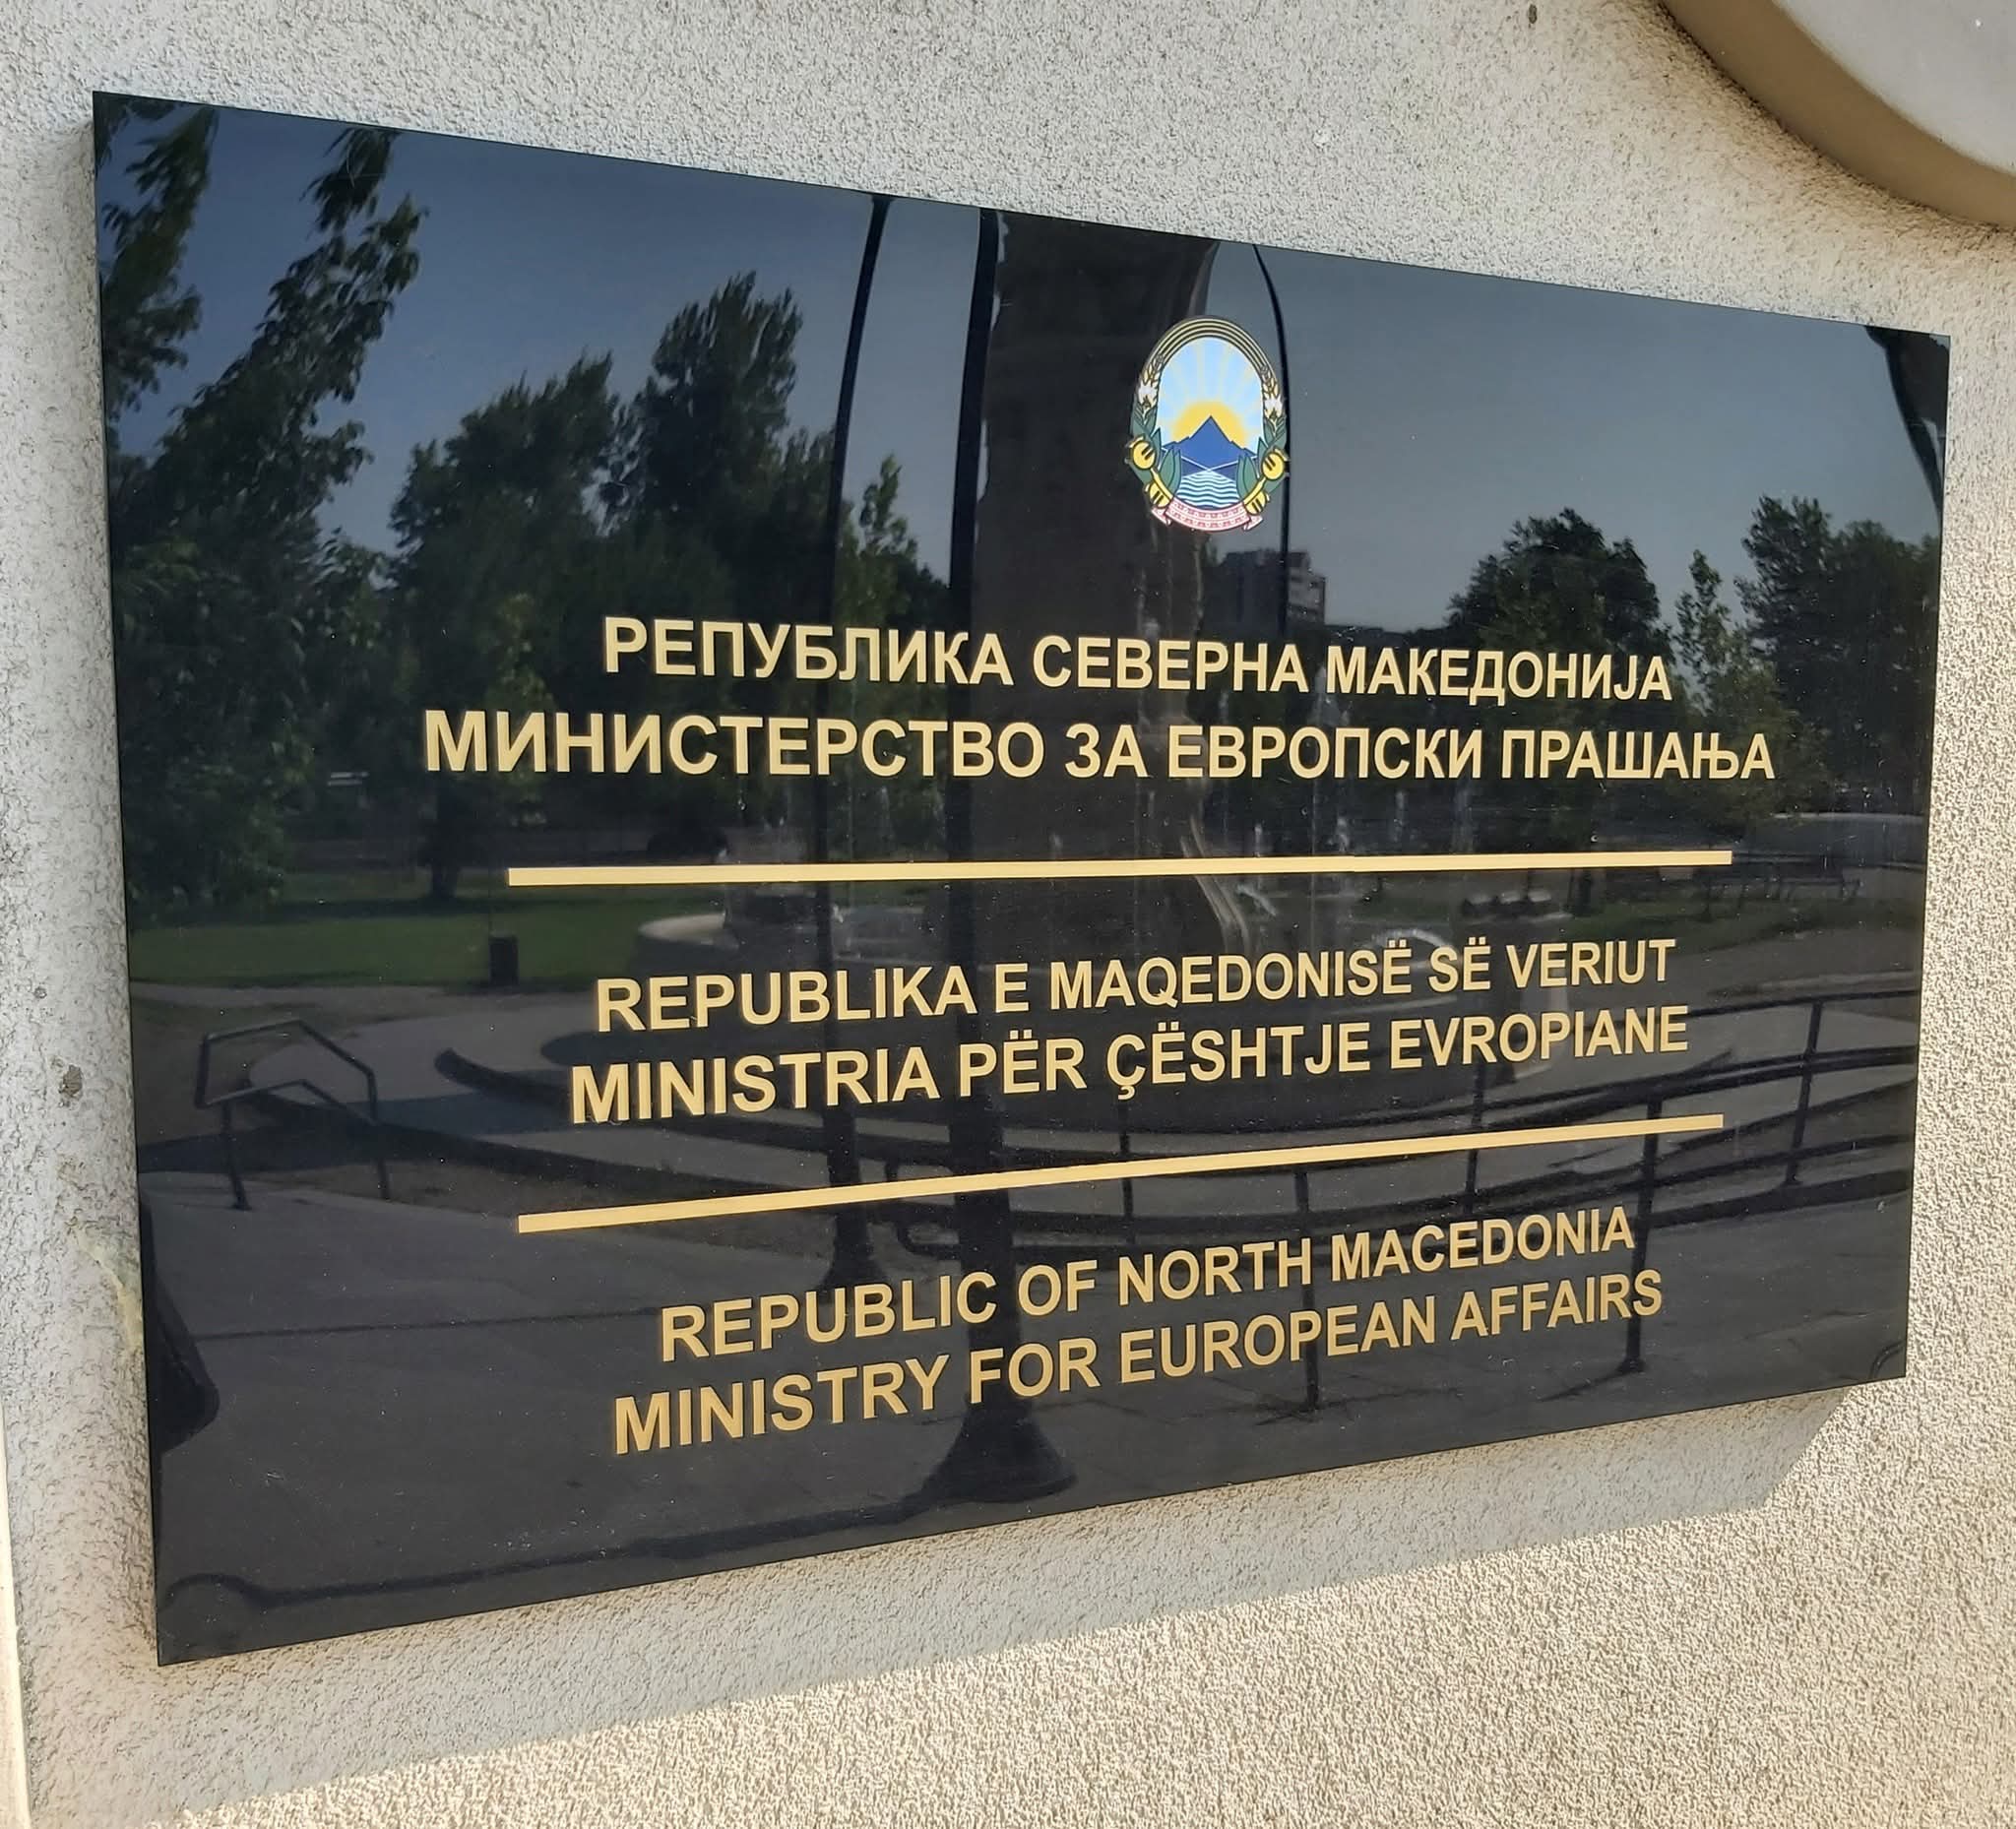 РЕПУБЛИКА СЕВЕРНА МАКЕДОНИЈА
МИНИСТЕРСТВО ЗА ЕВРОПСКИ ПРАШАЊА
REPUBLIKA E MAQEDONISË SË VERIUT
MINISTRIA PËR ÇËSHTJE EVROPIANE
REPUBLIC OF NORTH MACEDONIA
MINISTRY FOR EUROPEAN AFFAIRS